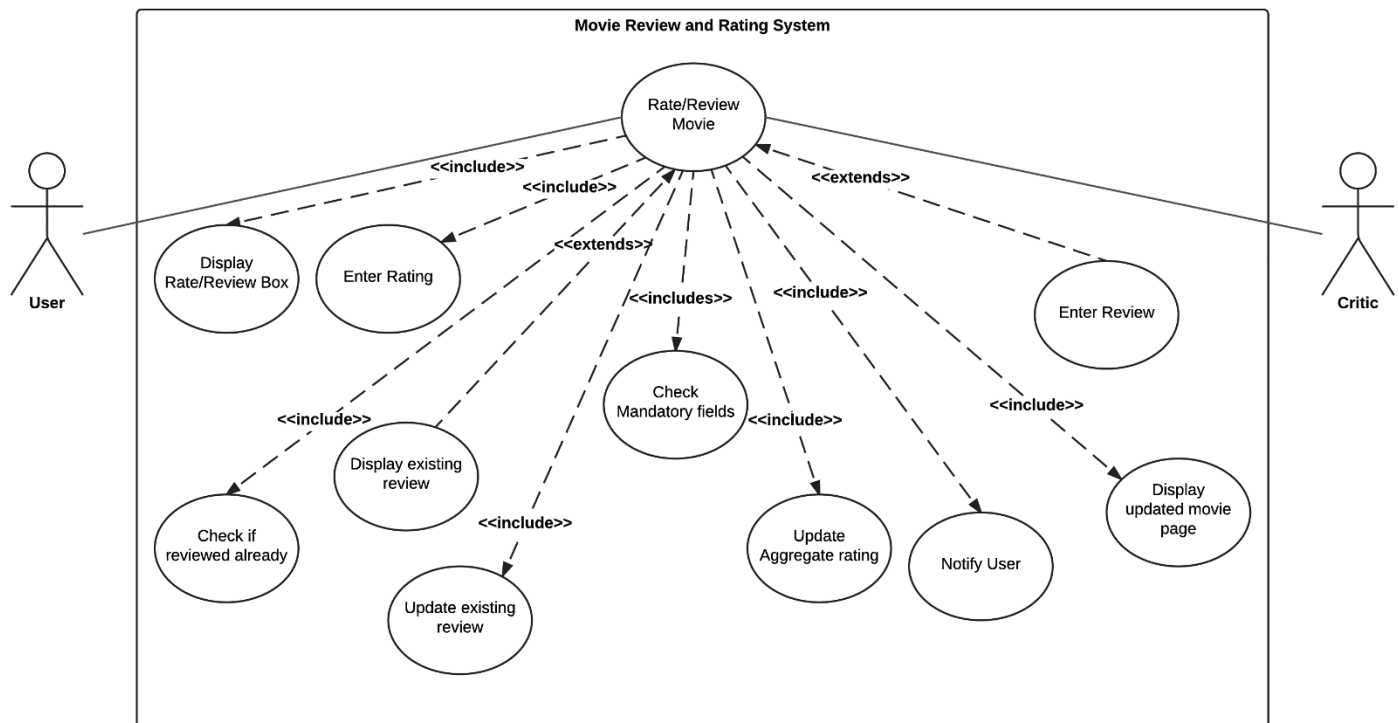 Movie Review and Rating System
Rate/Review
Movie
<<include>>
<<extends>>
<<include>>
<<extends>>
Display
Rate/Review Box
Enter Rating
<<includes>>
<<include>>
Enter Review
User
Critic
Check
Mandatory fields
<<include>>
<<include>>
<<include>>
Display existing
review
Display
updated movie
page
<<include>>
Check if
reviewed already
Update
Aggregate rating
Notify User
Update existing
review